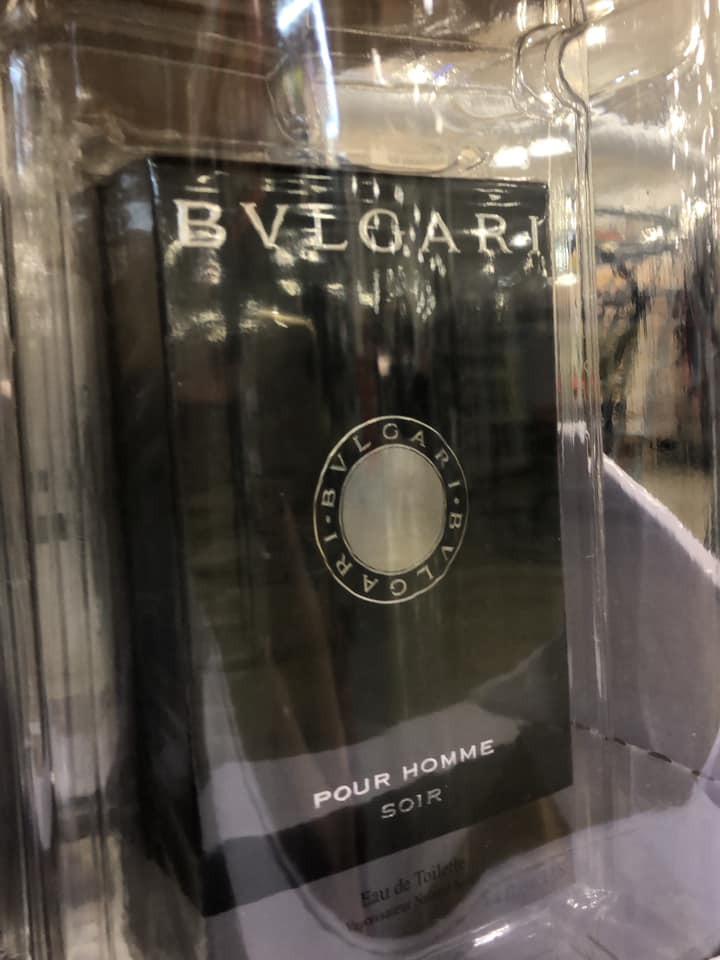 BVLGARI
BVLGARI · BVLGARI ·
POUR HOMME
SOIR
Eau de Toilette